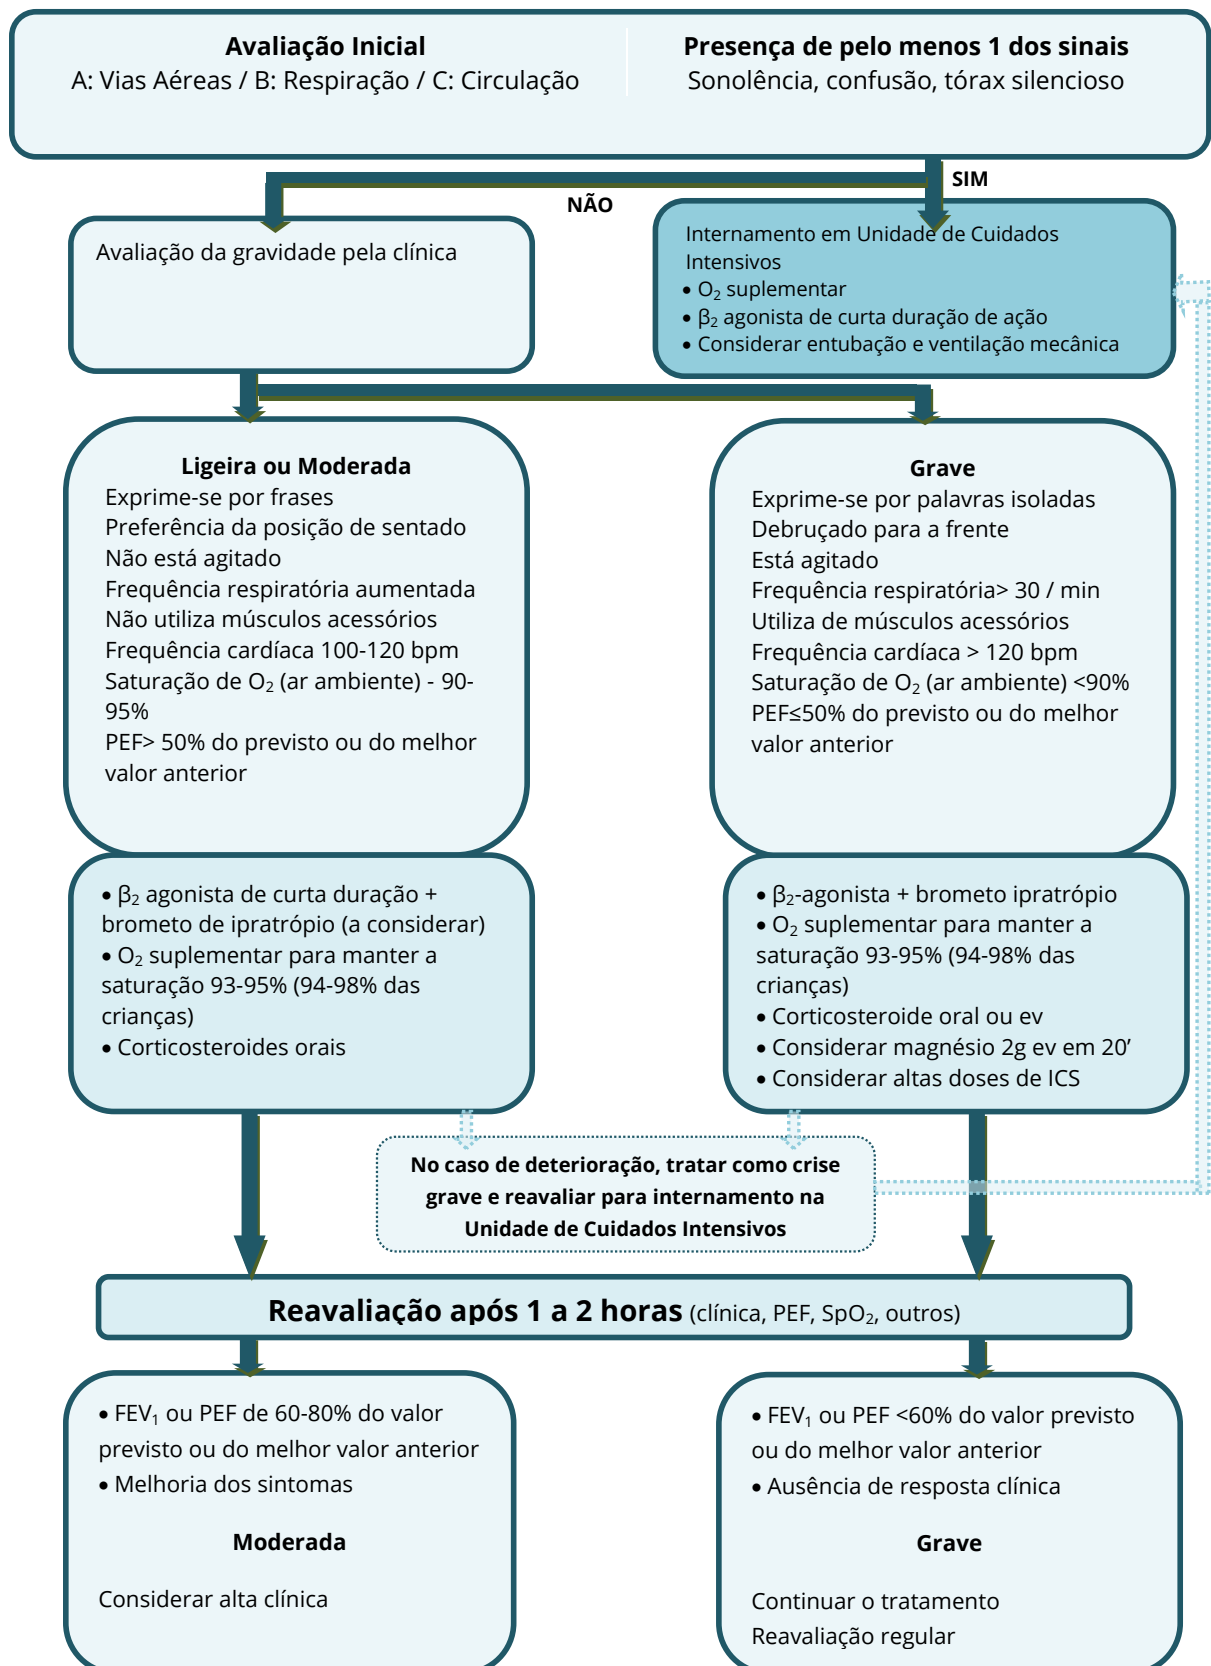 Avaliação Inicial
A: Vias Aéreas / B: Respiração / C: Circulação
Presença de pelo menos 1 dos sinais
Sonolência, confusão, tórax silencioso
SIM
NÃO
Avaliação da gravidade pela clínica
Internamento em Unidade de Cuidados
Intensivos
• O₂ suplementar
• β₂ agonista de curta duração de ação
• Considerar entubação e ventilação mecânica
Ligeira ou Moderada
Exprime-se por frases
Preferência da posição de sentado
Não está agitado
Frequência respiratória aumentada
Não utiliza músculos acessórios
Frequência cardíaca 100-120 bpm
Saturação de O₂ (ar ambiente) - 90-
95%
PEF> 50% do previsto ou do melhor
valor anterior
Grave
Exprime-se por palavras isoladas
Debruçado para a frente
Está agitado
Frequência respiratória> 30 / min
Utiliza de músculos acessórios
Frequência cardíaca > 120 bpm
Saturação de O₂ (ar ambiente) <90%
PEF≤50% do previsto ou do melhor
valor anterior
• β₂ agonista de curta duração +
brometo de ipratrópio (a considerar)
• O₂ suplementar para manter a
saturação 93-95% (94-98% das
crianças)
• Corticosteroides orais
• β₂-agonista + brometo ipratrópio
• O₂ suplementar para manter a
saturação 93-95% (94-98% das
crianças)
• Corticosteroide oral ou ev
• Considerar magnésio 2g ev em 20’
• Considerar altas doses de ICS
No caso de deterioração, tratar como crise
grave e reavaliar para internamento na
Unidade de Cuidados Intensivos
Reavaliação após 1 a 2 horas (clínica, PEF, SpO₂, outros)
• FEV₁ ou PEF de 60-80% do valor
previsto ou do melhor valor anterior
• Melhoria dos sintomas
Moderada
Considerar alta clínica
• FEV₁ ou PEF <60% do valor previsto
ou do melhor valor anterior
• Ausência de resposta clínica
Grave
Continuar o tratamento
Reavaliação regular